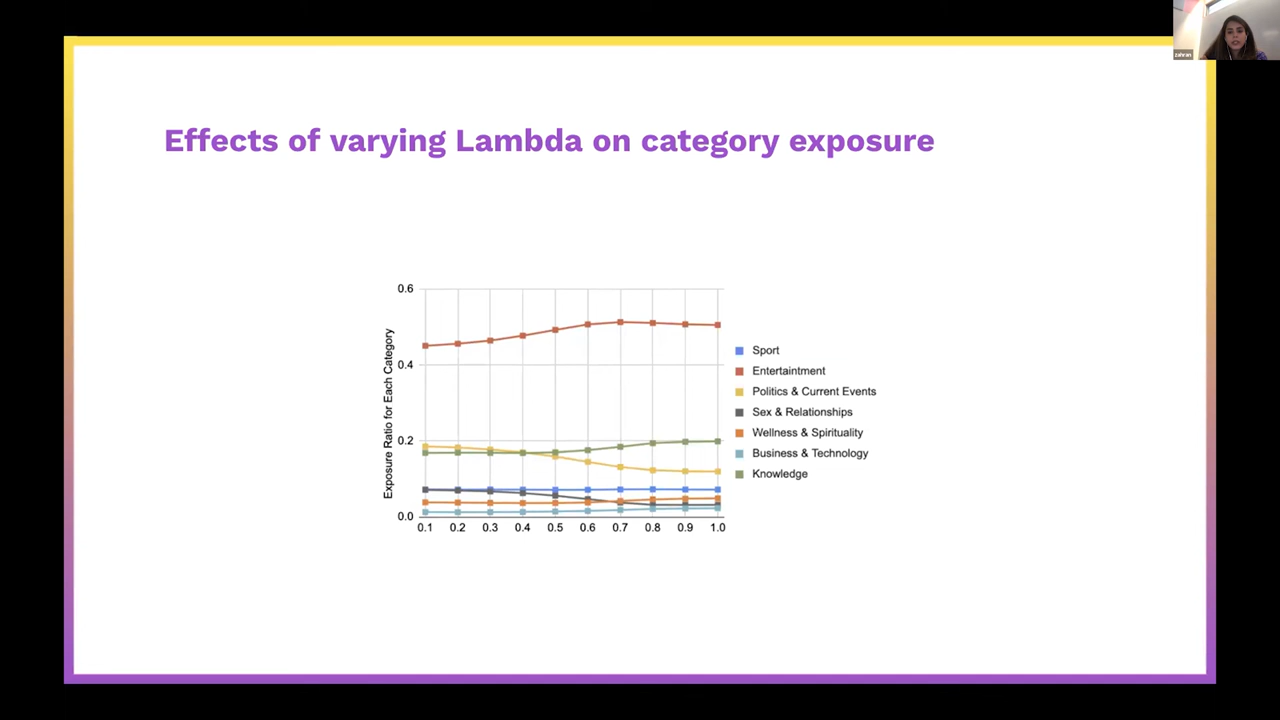 zahran
Effects of varying Lambda on category exposure
Exposure Ratio for Each Category
0.6
0.4
0.2
0.0
0.1 0.2 0.3 0.4 0.5 0.6 0.7 0.8 0.9 1.0
Sport
Entertaintment
Politics & Current Events
Sex & Relationships
Wellness & Spirituality
Business & Technology
Knowledge